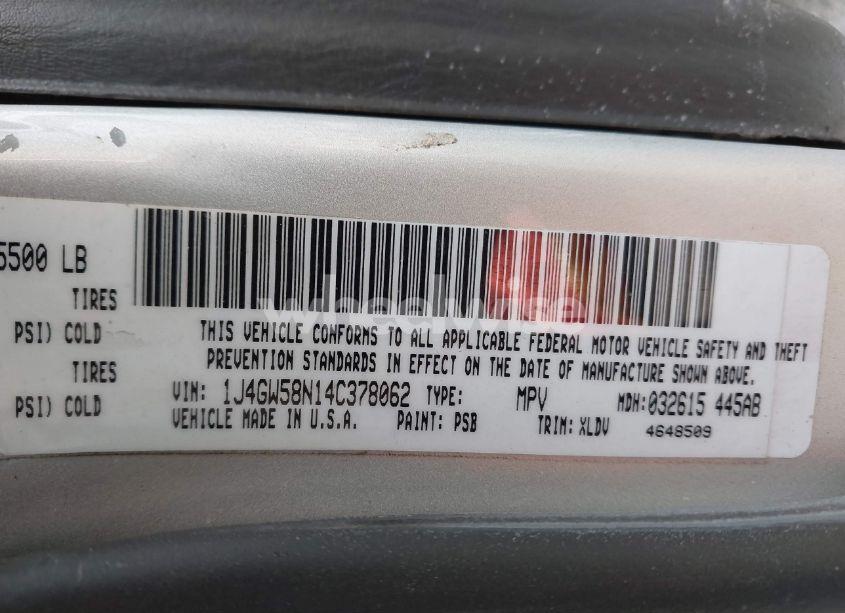 5500 LB
TIRES
PSI) COLD
TIRES
PSI) COLD
wheelwise
THIS VEHICLE CONFORMS TO ALL APPLICABLE FEDERAL MOTOR VEHICLE SAFETY AND THEFT
PREVENTION STANDARDS IN EFFECT ON THE DATE OF MANUFACTURE SHOWN ABOVE.
VIN: 1J4GW58N14C378062 TYPE: MPV MDH:032615 445AB
VEHICLE MADE IN U.S.A. PAINT: PSB TRIM: XLDV 4648509